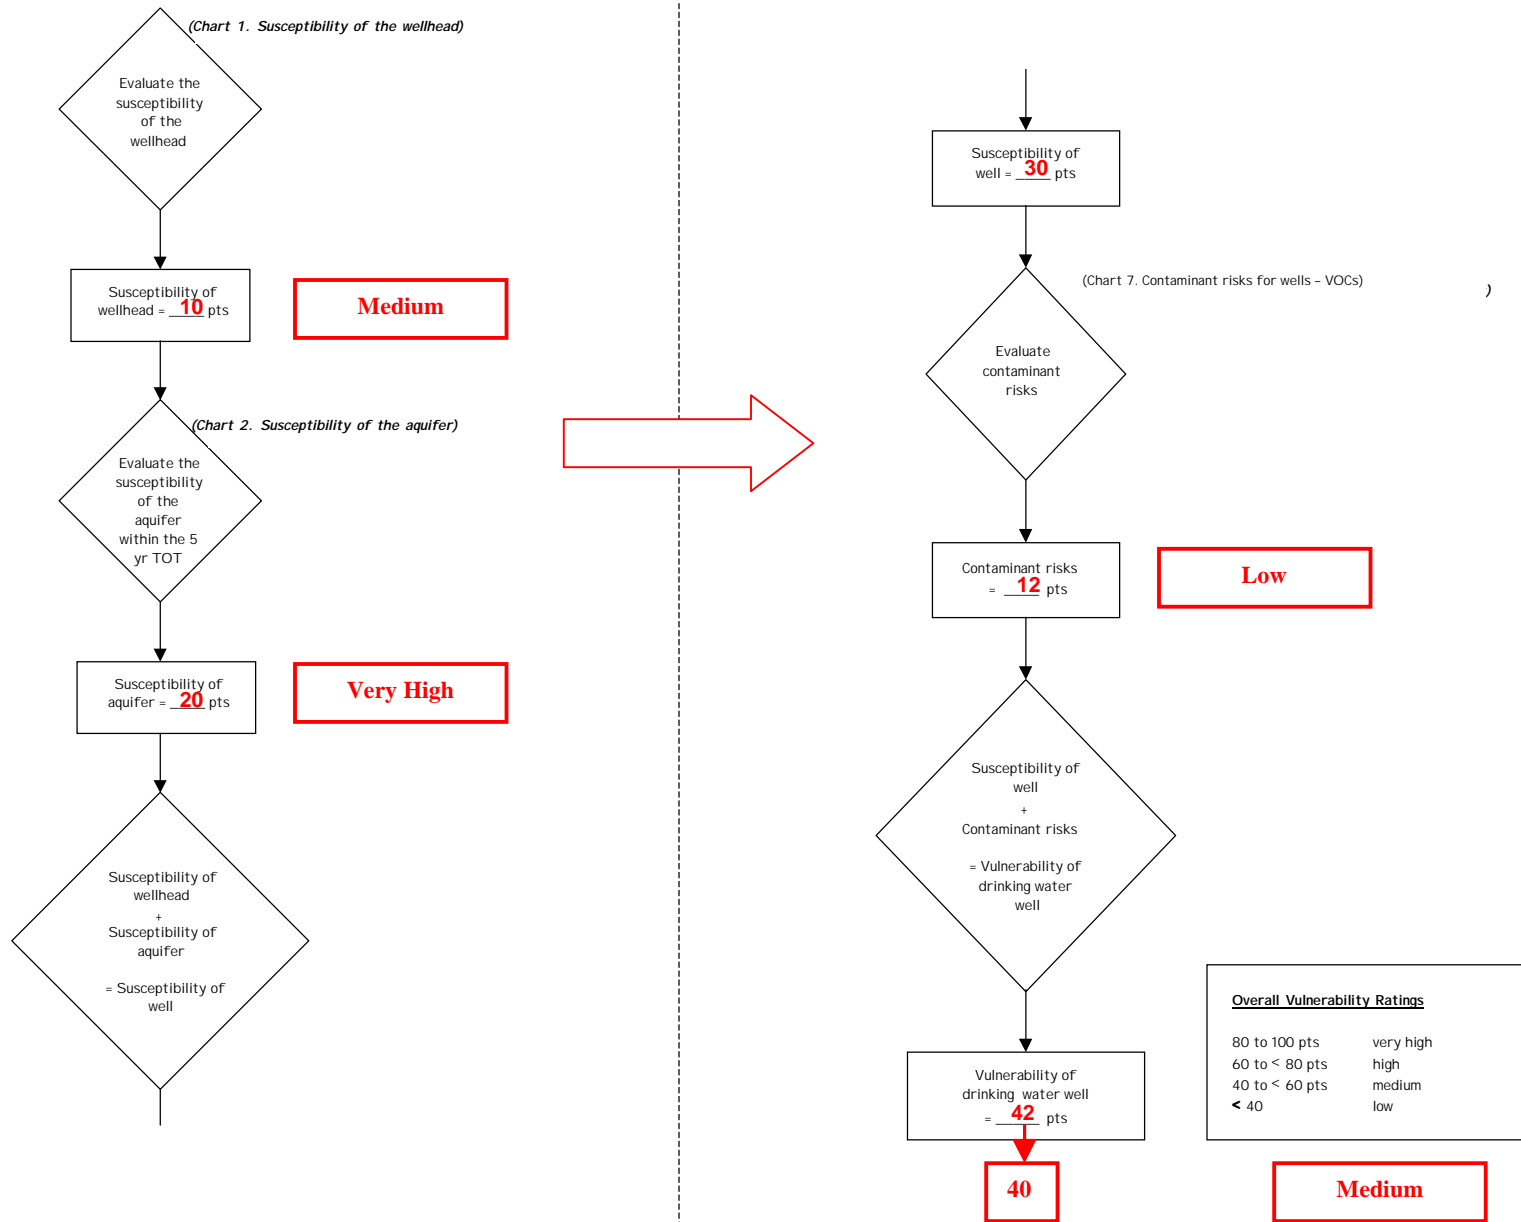 (Chart 1. Susceptibility of the wellhead)
Evaluate the
susceptibility
of the
wellhead
Susceptibility of
wellhead = 10 pts
Medium
(Chart 2. Susceptibility of the aquifer)
Evaluate the
susceptibility
of the
aquifer
within the 5
yr TOT
Susceptibility of
aquifer = 20 pts
Very High
Susceptibility of
wellhead
+
Susceptibility of
aquifer
= Susceptibility of
well
Susceptibility of
well = 30 pts
(Chart 7. Contaminant risks for wells – VOCs)
)
Evaluate
contaminant
risks
Contaminant risks
= 12 pts
Low
Susceptibility of
well
+
Contaminant risks
= Vulnerability of
drinking water
well
Vulnerability of
drinking water well
= 42 pts
40
Overall Vulnerability Ratings
80 to 100 pts very high
60 to < 80 pts high
40 to < 60 pts medium
< 40 low
Medium